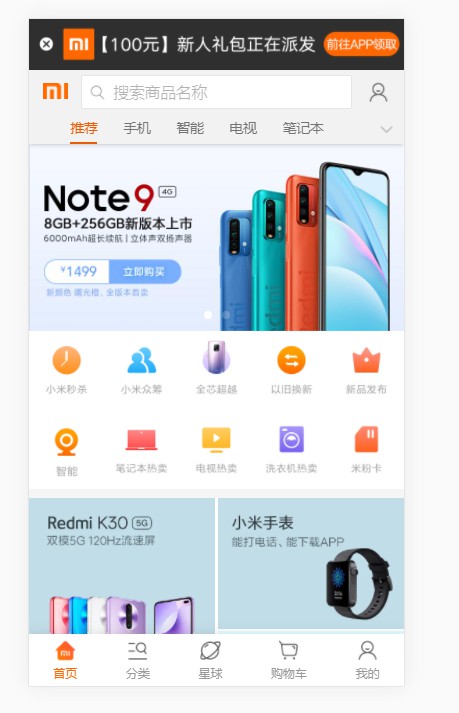 【100元】新人礼包正在派发 前往APP领取
搜索商品名称
推荐 手机 智能 电视 笔记本
Note 9 4G
8GB+256GB新版本上市
6000mAh超长续航 | 立体声双扬声器
¥1499 立即购买
新颜色 曙光橙，全版本首卖
小米秒杀 小米众筹 全芯超越 以旧换新 新品发布
智能 笔记本热卖 电视热卖 洗衣机热卖 米粉卡
Redmi K30 5G
双模5G 120Hz流速屏
小米手表
能打电话、能下载APP
首页 分类 星球 购物车 我的